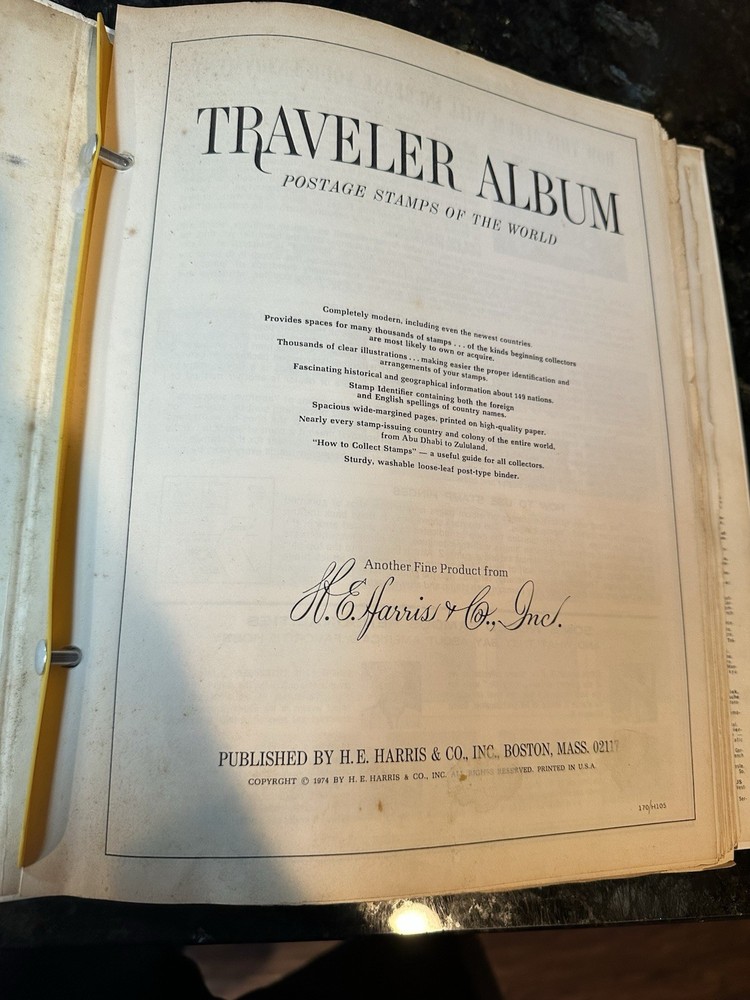 TRAVELER ALBUM
POSTAGE STAMPS OF THE WORLD
Completely modern, including even the newest countries.
Provides spaces for many thousands of stamps . . . of the kinds beginning collectors
are most likely to own or acquire.
Thousands of clear illustrations . . . making easier the proper identification and
arrangements of your stamps.
Fascinating historical and geographical information about 149 nations.
Stamp Identifier containing both the foreign
and English spellings of country names.
Spacious wide-margined pages, printed on high-quality paper.
Nearly every stamp-issuing country and colony of the entire world.
from Abu Dhabi to Zululand.
"How to Collect Stamps" — a useful guide for all collectors.
Sturdy, washable loose-leaf post-type binder.
Another Fine Product from
H. E. Harris & Co., Inc.
PUBLISHED BY H. E. HARRIS & CO., INC., BOSTON, MASS. 02117
COPYRGHT © 1974 BY H. E. HARRIS & CO., INC. ALL RIGHTS RESERVED. PRINTED IN U.S.A.
170/H105